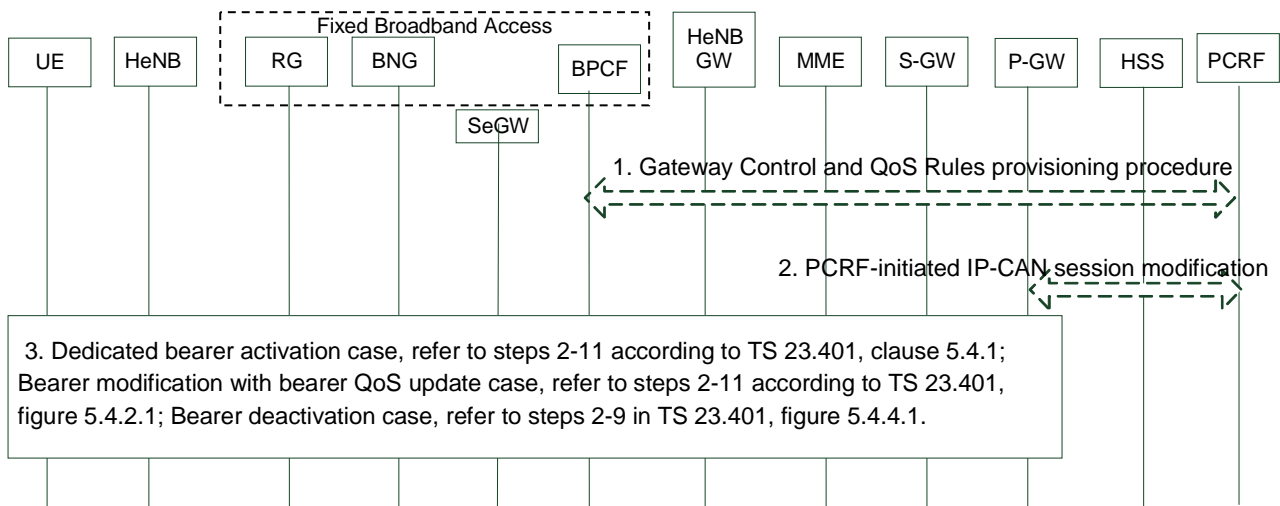 Fixed Broadband Access
UE
HeNB
RG
BNG
BPCF
HeNB
GW
MME
S-GW
P-GW
HSS
PCRF
SeGW
1. Gateway Control and QoS Rules provisioning procedure
2. PCRF-initiated IP-CAN session modification
3. Dedicated bearer activation case, refer to steps 2-11 according to TS 23.401, clause 5.4.1;
Bearer modification with bearer QoS update case, refer to steps 2-11 according to TS 23.401,
figure 5.4.2.1; Bearer deactivation case, refer to steps 2-9 in TS 23.401, figure 5.4.4.1.